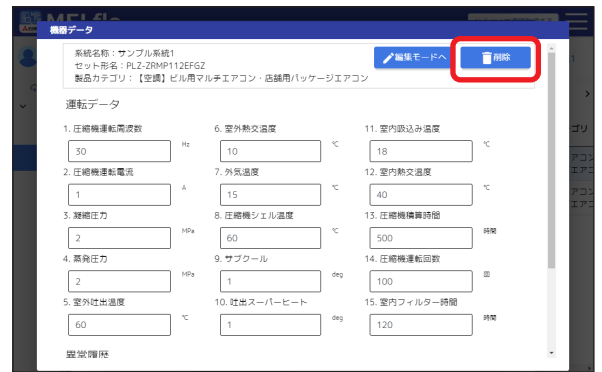 MELflo
機器データ
系統名称：サンプル系統1
セット形名：PLZ-ZRMP112EFGZ
製品カテゴリ：【空調】ビル用マルチエアコン・店舗用パッケージエアコン
編集モードへ
削除
運転データ
1. 圧縮機運転周波数
30
Hz
6. 室外熱交温度
10
℃
11. 室内吸込み温度
18
℃
2. 圧縮機運転電流
1
A
7. 外気温度
15
℃
12. 室内熱交温度
40
℃
3. 凝縮圧力
2
MPa
8. 圧縮機シェル温度
60
℃
13. 圧縮機積算時間
500
時間
4. 蒸発圧力
2
MPa
9. サブクール
1
deg
14. 圧縮機運転回数
100
回
5. 室外吐出温度
60
℃
10. 吐出スーパーヒート
1
deg
15. 室内フィルター時間
120
時間
異常履歴